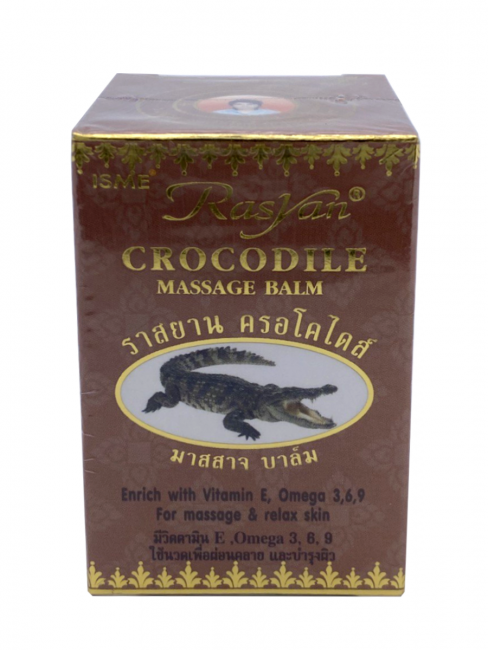 ISME
Rasyan®
CROCODILE
MASSAGE BALM
ราสยาน ครอโคไดส์
มาสสาจ บาล์ม
Enrich with Vitamin E, Omega 3,6,9
For massage & relax skin
มีวิตตามิน E ,Omega 3, 6, 9
ใช้นวดเพื่อผ่อนคลาย และบำรุงผิว